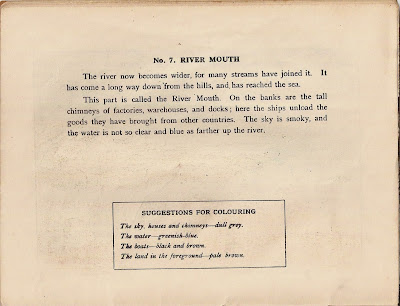 No. 7. RIVER MOUTH
The river now becomes wider, for many streams have joined it. It
has come a long way down from the hills, and has reached the sea.
This part is called the River Mouth. On the banks are the tall
chimneys of factories, warehouses, and docks; here the ships unload the
goods they have brought from other countries. The sky is smoky, and
the water is not so clear and blue as farther up the river.
SUGGESTIONS FOR COLOURING
The sky, houses and chimneys—dull grey.
The water—greenish-blue.
The boats—black and brown.
The land in the foreground—pale brown.